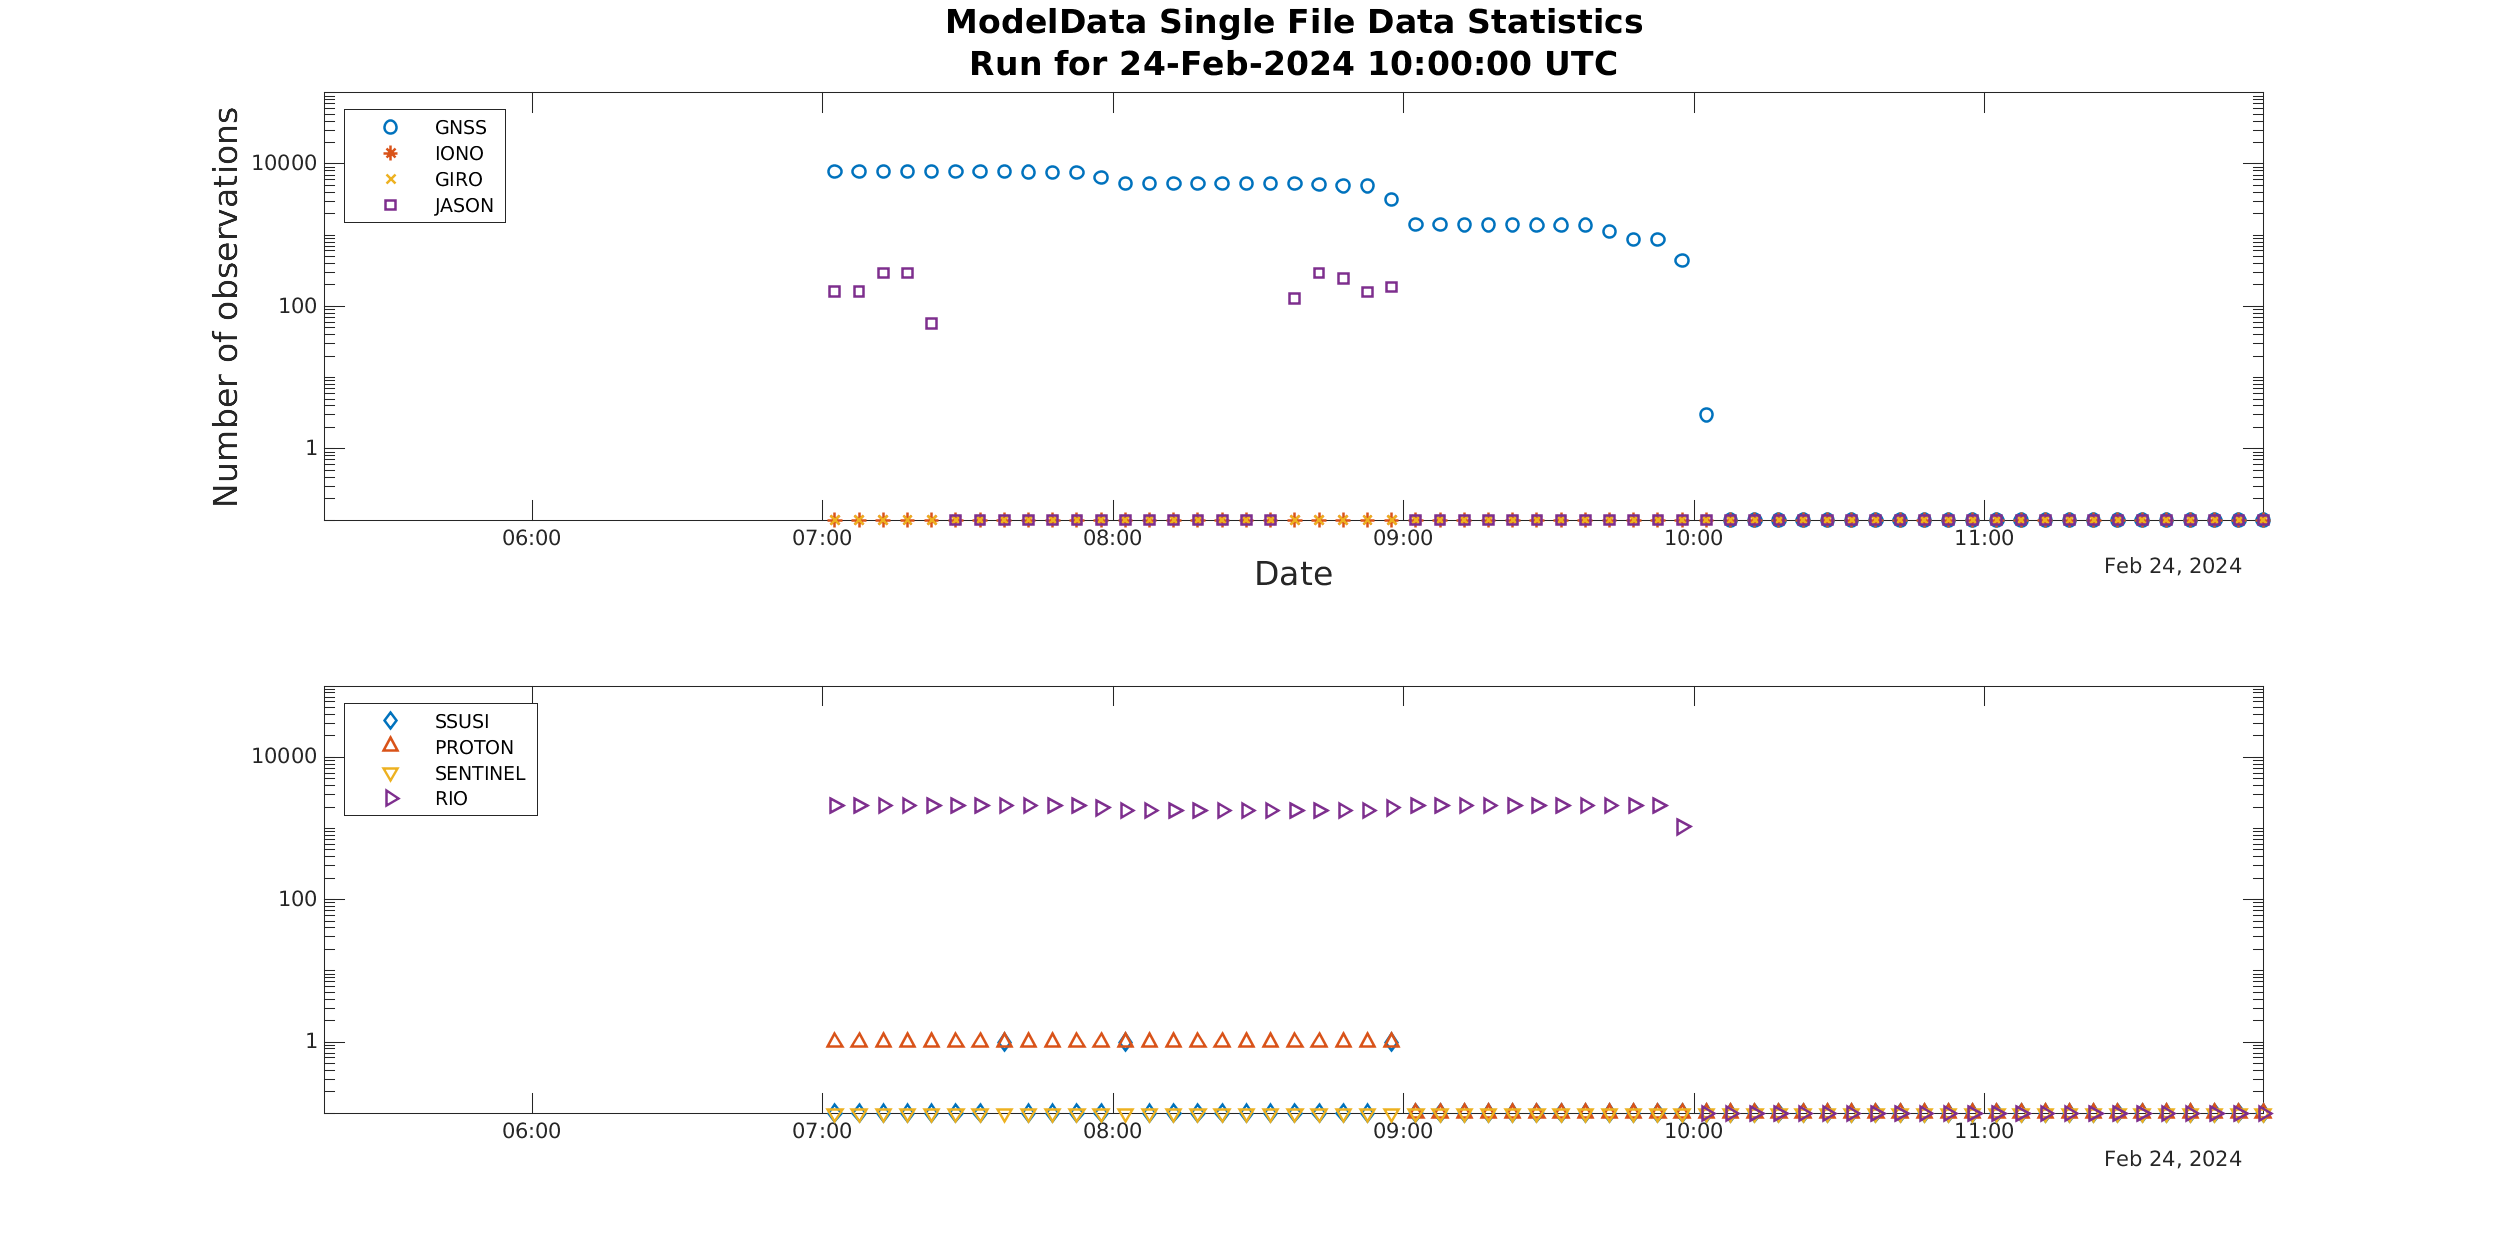 ModelData Single File Data Statistics
Run for 24-Feb-2024 10:00:00 UTC
Number of observations
10000
100
1
GNSS
IONO
GIRO
JASON
06:00 07:00 08:00 09:00 10:00 11:00
Date
Feb 24, 2024
10000
100
1
SSUSI
PROTON
SENTINEL
RIO
06:00 07:00 08:00 09:00 10:00 11:00
Feb 24, 2024